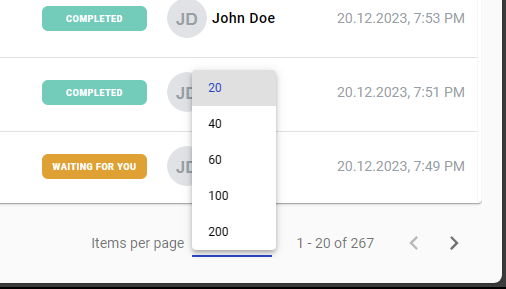 COMPLETED JD John Doe 20.12.2023, 7:53 PM
COMPLETED JD 20.12.2023, 7:51 PM
WAITING FOR YOU JD 20.12.2023, 7:49 PM
20
40
60
100
200
Items per page 1 - 20 of 267